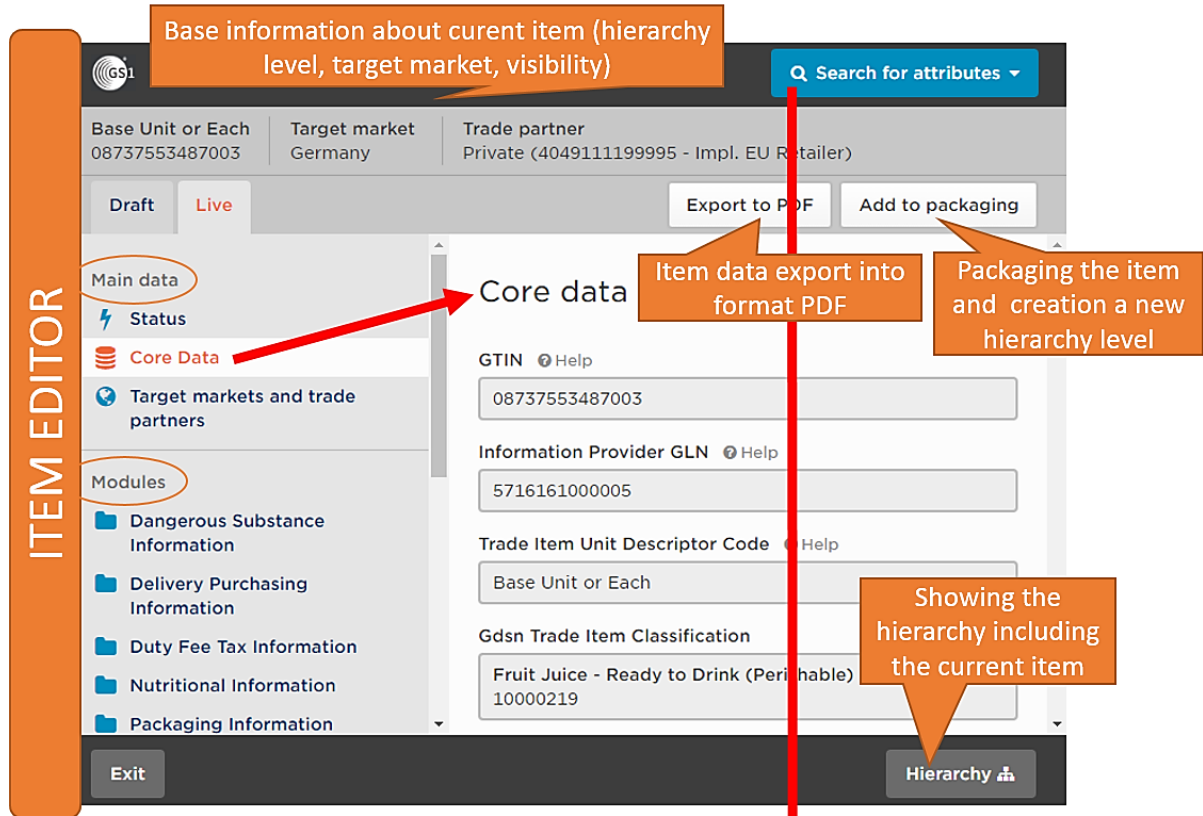 ITEM EDITOR
Base information about curent item (hierarchy
level, target market, visibility)
GS1
Search for attributes
Base Unit or Each
08737553487003
Target market
Germany
Trade partner
Private (4049111199995 - Impl. EU Retailer)
Draft
Live
Export to PDF
Add to packaging
Item data export into
format PDF
Packaging the item
and creation a new
hierarchy level
Main data
Status
Core Data
Target markets and trade
partners
Modules
Dangerous Substance
Information
Delivery Purchasing
Information
Duty Fee Tax Information
Nutritional Information
Packaging Information
Core data
GTIN Help
08737553487003
Information Provider GLN Help
5716161000005
Trade Item Unit Descriptor Code Help
Base Unit or Each
Gdsn Trade Item Classification
Fruit Juice - Ready to Drink (Perishable)
10000219
Showing the
hierarchy including
the current item
Exit
Hierarchy